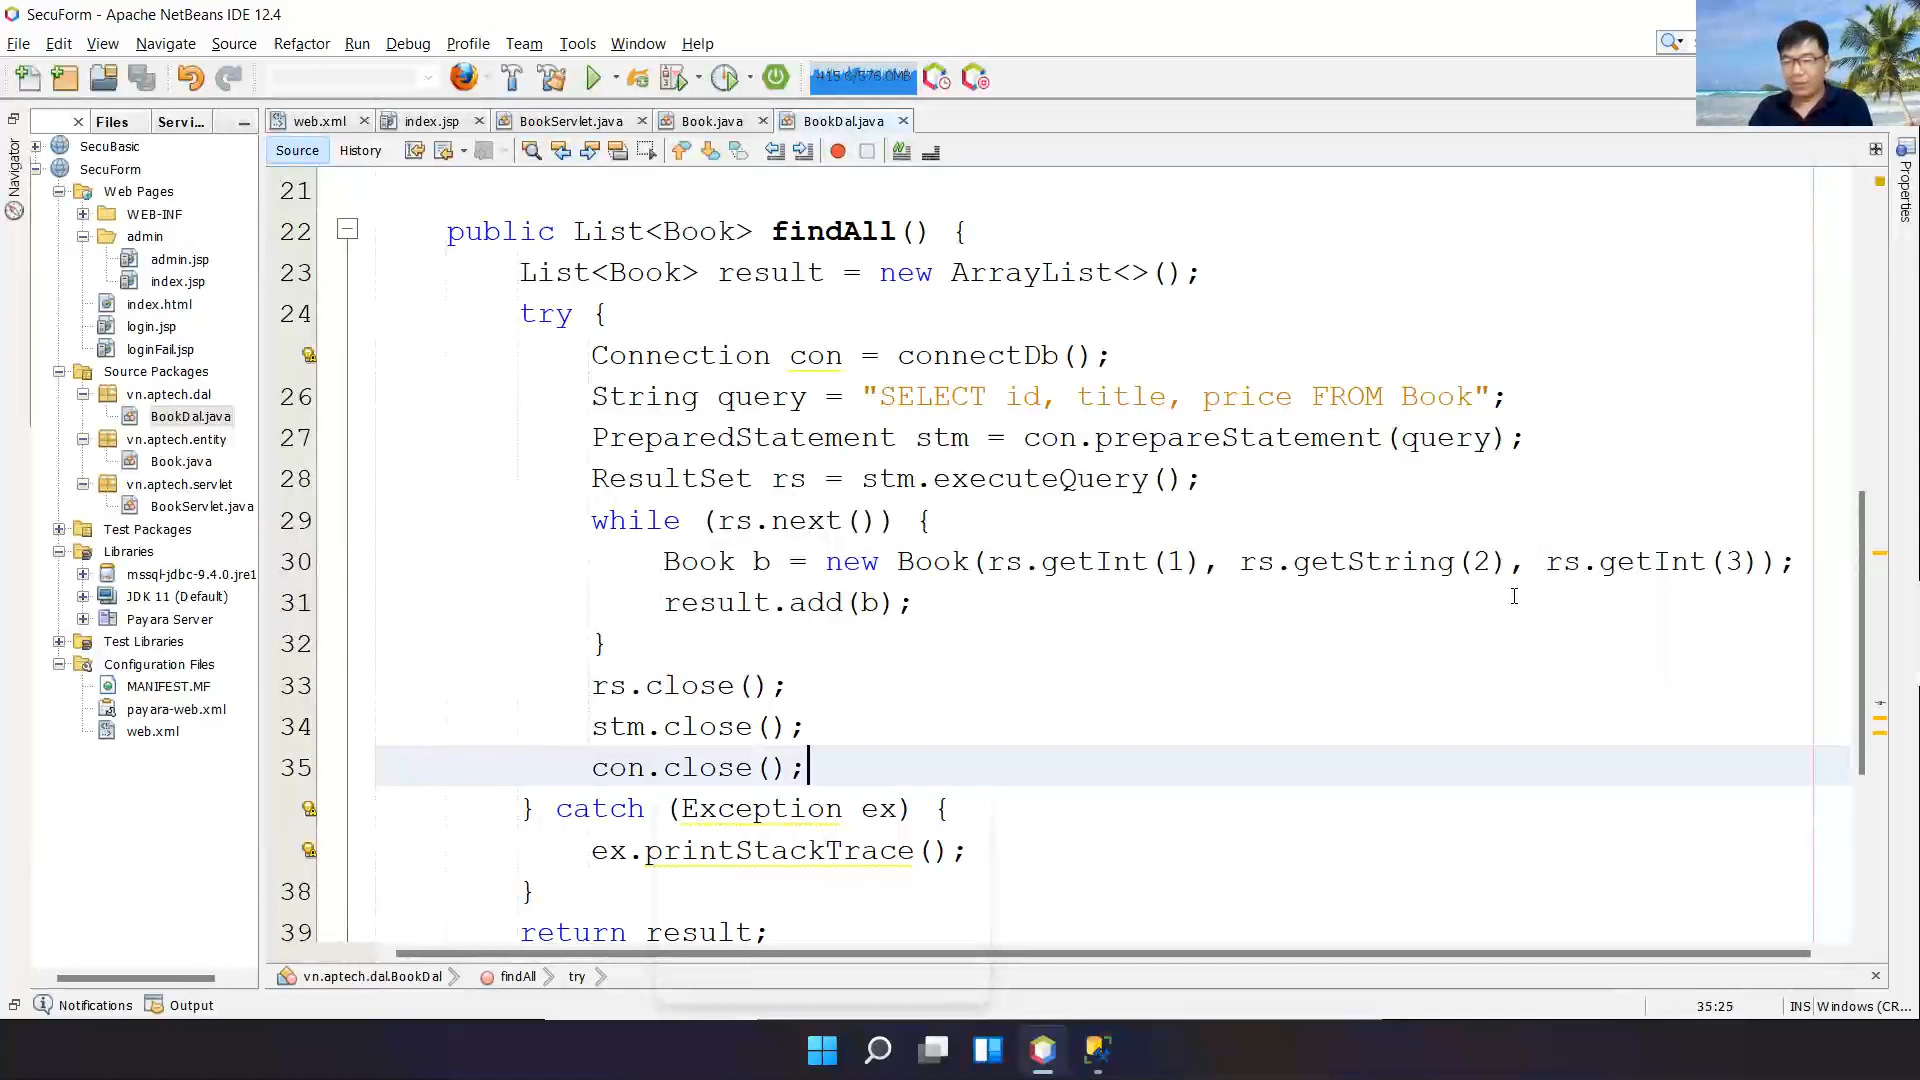 SecuForm - Apache NetBeans IDE 12.4
File Edit View Navigate Source Refactor Run Debug Profile Team Tools Window Help
415.6/576.0MB
Files Servi...
web.xml index.jsp BookServlet.java Book.java BookDal.java
Source History
Navigator
Properties
SecuBasic
SecuForm
Web Pages
WEB-INF
admin
admin.jsp
index.jsp
index.html
login.jsp
loginFail.jsp
Source Packages
vn.aptech.dal
BookDal.java
vn.aptech.entity
Book.java
vn.aptech.servlet
BookServlet.java
Test Packages
Libraries
mssql-jdbc-9.4.0.jre1
JDK 11 (Default)
Payara Server
Test Libraries
Configuration Files
MANIFEST.MF
payara-web.xml
web.xml
21
22 public List<Book> findAll() {
23 List<Book> result = new ArrayList<>();
24 try {
Connection con = connectDb();
26 String query = "SELECT id, title, price FROM Book";
27 PreparedStatement stm = con.prepareStatement(query);
28 ResultSet rs = stm.executeQuery();
29 while (rs.next()) {
30 Book b = new Book(rs.getInt(1), rs.getString(2), rs.getInt(3));
31 result.add(b);
32 }
33 rs.close();
34 stm.close();
35 con.close();
} catch (Exception ex) {
ex.printStackTrace();
38 }
39 return result;
vn.aptech.dal.BookDal findAll try
Notifications Output
35:25 INS Windows (CR...